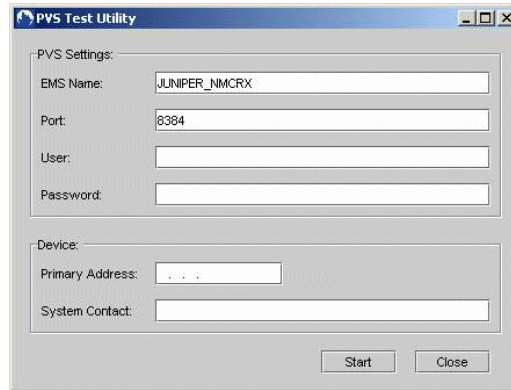 PVS Test Utility
PVS Settings:
EMS Name: JUNIPER_NMCRX
Port: 8384
User:
Password:
Device:
Primary Address: . . .
System Contact:
Start Close